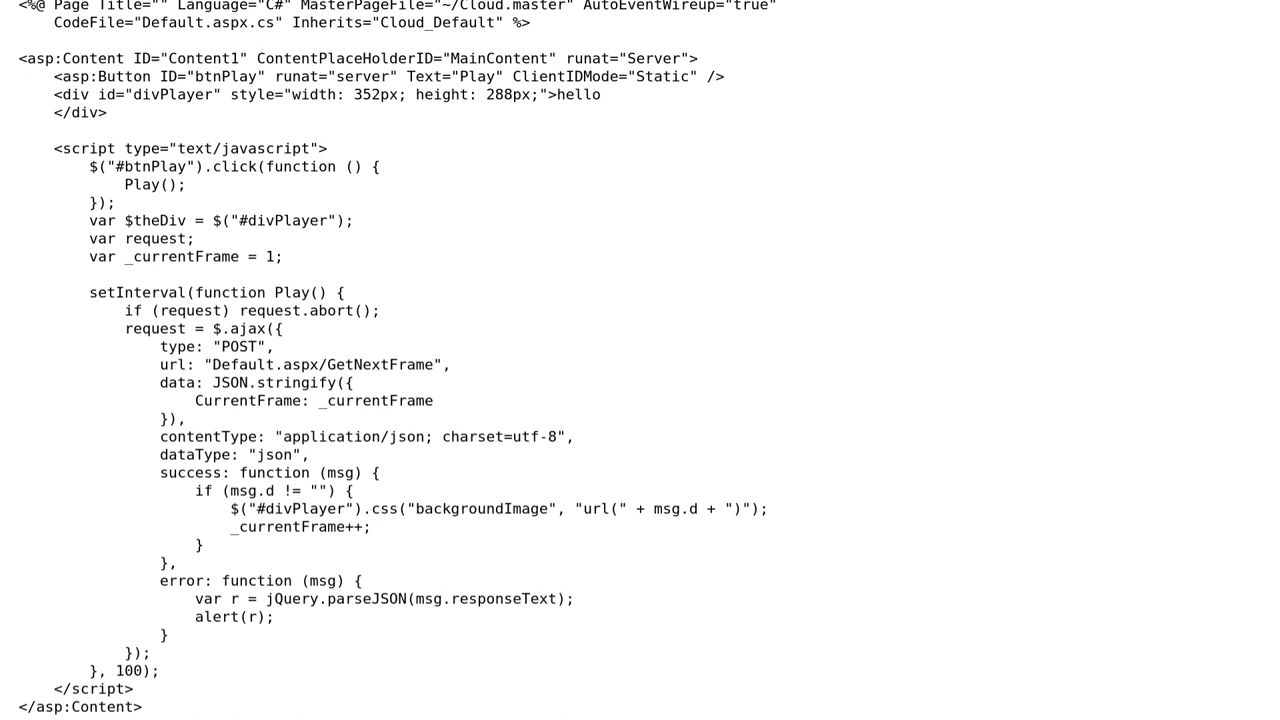 <%@ Page Title="" Language="C#" MasterPageFile="~/Cloud.master" AutoEventWireup="true"
    CodeFile="Default.aspx.cs" Inherits="Cloud_Default" %>

<asp:Content ID="Content1" ContentPlaceHolderID="MainContent" runat="Server">
    <asp:Button ID="btnPlay" runat="server" Text="Play" ClientIDMode="Static" />
    <div id="divPlayer" style="width: 352px; height: 288px;">hello
    </div>

    <script type="text/javascript">
        $("#btnPlay").click(function () {
            Play();
        });
        var $theDiv = $("#divPlayer");
        var request;
        var _currentFrame = 1;

        setInterval(function Play() {
            if (request) request.abort();
            request = $.ajax({
                type: "POST",
                url: "Default.aspx/GetNextFrame",
                data: JSON.stringify({
                    CurrentFrame: _currentFrame
                }),
                contentType: "application/json; charset=utf-8",
                dataType: "json",
                success: function (msg) {
                    if (msg.d != "") {
                        $("#divPlayer").css("backgroundImage", "url(" + msg.d + ")");
                        _currentFrame++;
                    }
                },
                error: function (msg) {
                    var r = jQuery.parseJSON(msg.responseText);
                    alert(r);
                }
            });
        }, 100);
    </script>
</asp:Content>